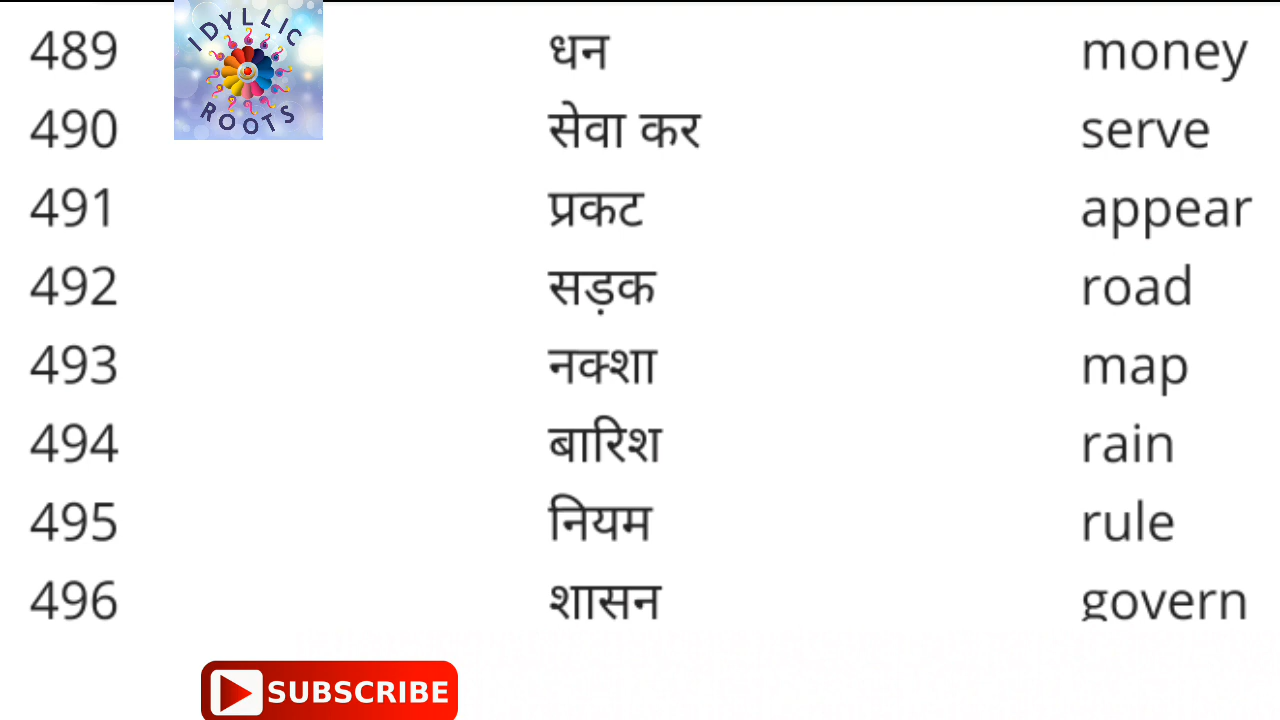 IDYLLIC
ROOTS
489 धन money
490 सेवा कर serve
491 प्रकट appear
492 सड़क road
493 नक्शा map
494 बारिश rain
495 नियम rule
496 शासन govern
SUBSCRIBE